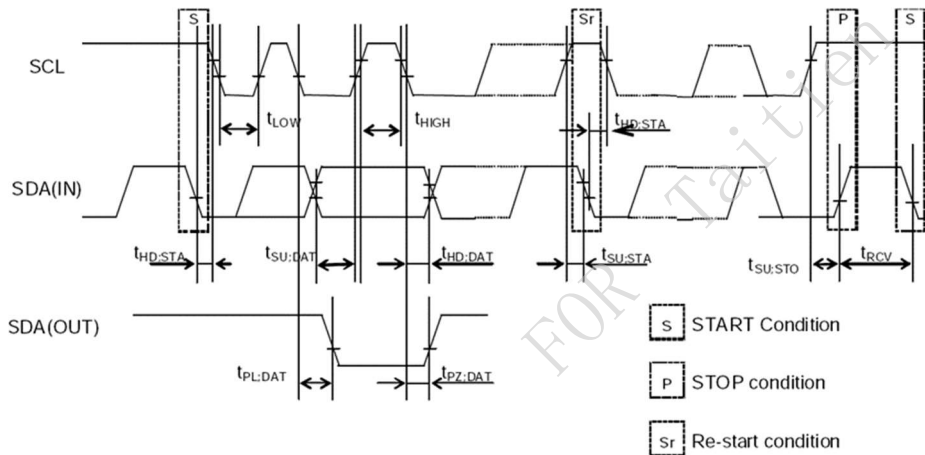 S Sr P S
SCL
tLOW tHIGH tHD:STA
SDA(IN)
tHD:STA tSU:DAT tHD:DAT tSU:STA tSU:STO tRCV
SDA(OUT)
tPL:DAT tPZ:DAT
S START Condition
P STOP condition
Sr Re-start condition
FOR Taitien